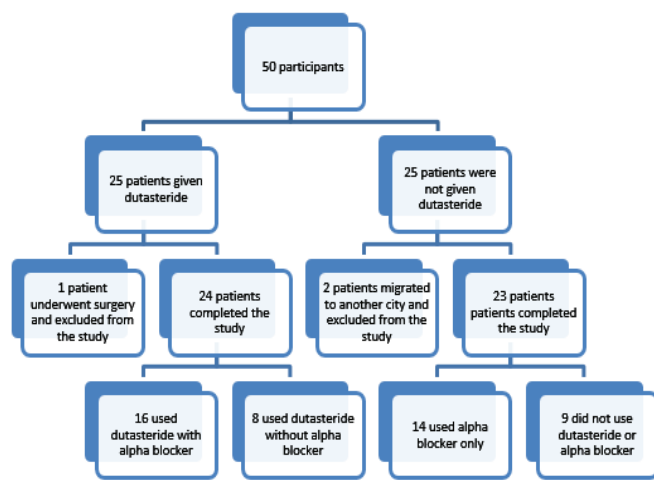 50 participants
25 patients given
dutasteride
25 patients were
not given
dutasteride
1 patient
underwent surgery
and excluded from
the study
24 patients
completed the
study
2 patients migrated
to another city and
excluded from the
study
23 patients
patients completed
the study
16 used
dutasteride with
alpha blocker
8 used dutasteride
without alpha
blocker
14 used alpha
blocker only
9 did not use
dutasteride or
alpha blocker